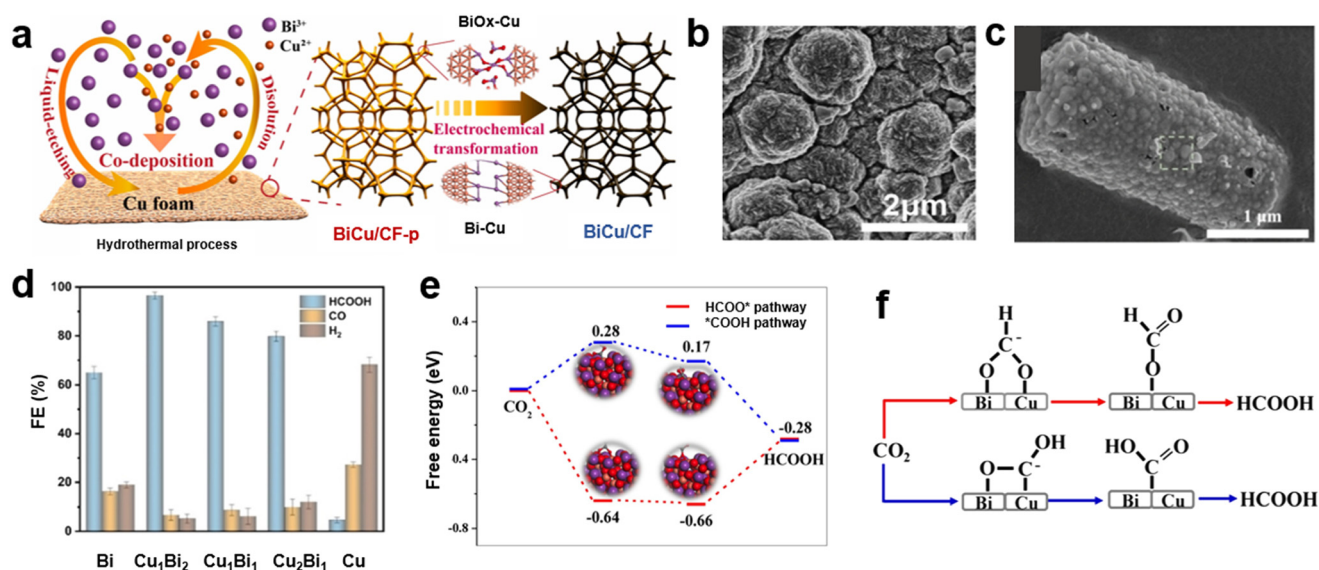 a
Bi³⁺
Cu²⁺
Liquid-etching
Disolution
Co-deposition
Cu foam
Hydrothermal process
BiOx-Cu
Electrochemical
transformation
BiCu/CF-p
Bi-Cu
BiCu/CF
b
2μm
c
1 μm
d
FE (%)
100
80
60
40
20
0
HCOOH
CO
H₂
Bi
Cu₁Bi₂
Cu₁Bi₁
Cu₂Bi₁
Cu
e
Free energy (eV)
0.4
0.0
0.4
-0.8
HCOO* pathway
*COOH pathway
0.28
0.17
CO₂
-0.28
HCOOH
-0.64
-0.66
f
H
C⁻
O O
Bi Cu
H O
C
O
Bi Cu
HCOOH
CO₂
OH
O C⁻
Bi Cu
HO O
C
Bi Cu
HCOOH